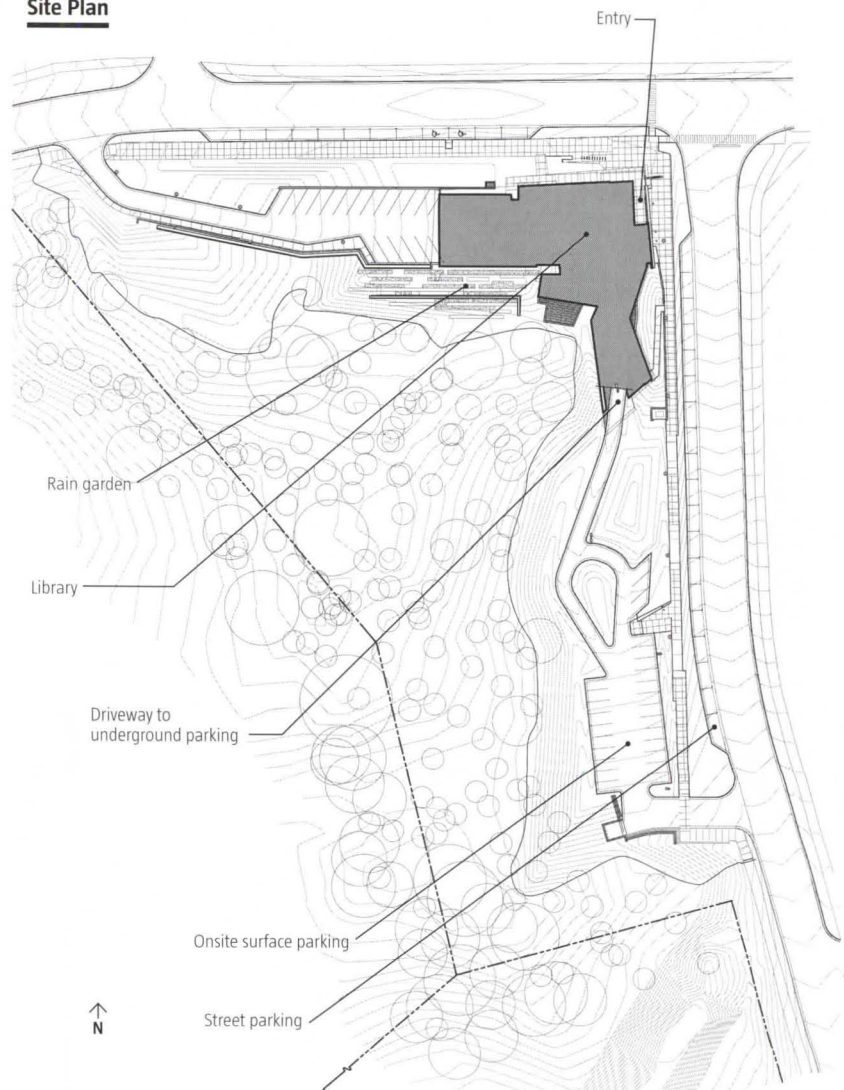 Site Plan
Entry
Rain garden
Library
Driveway to
underground parking
Onsite surface parking
Street parking
N